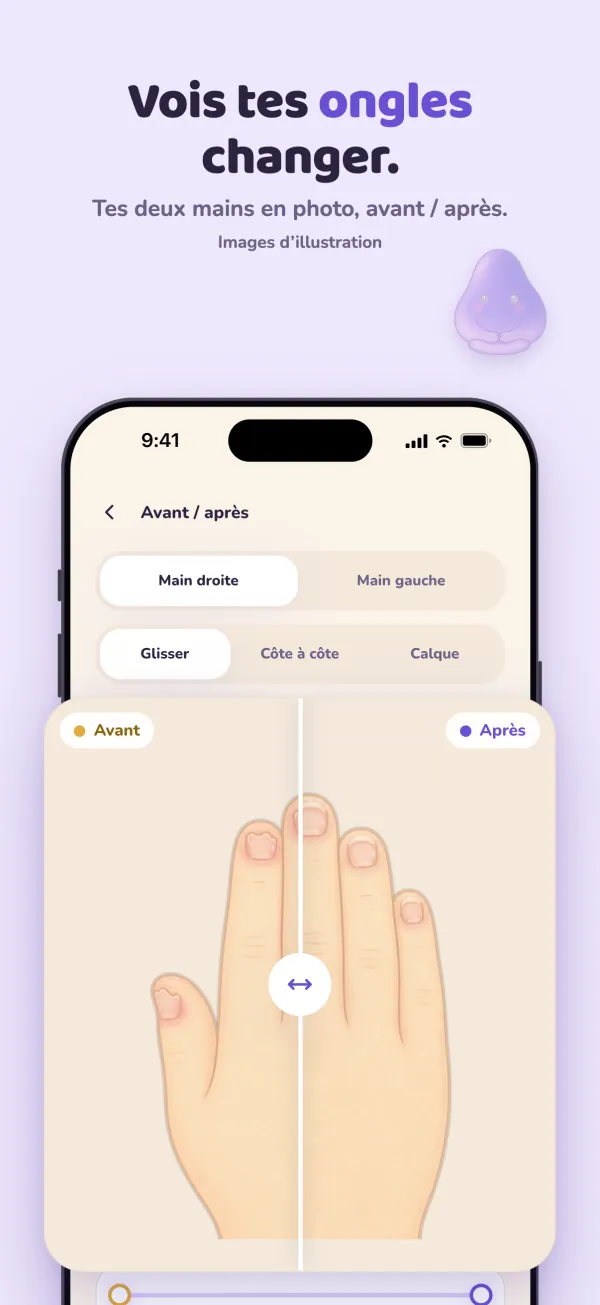 Vois tes ongles
changer.
Tes deux mains en photo, avant / après.
Images d’illustration
9:41
Avant / après
Main droite
Main gauche
Glisser
Côte à côte
Calque
Avant
Après